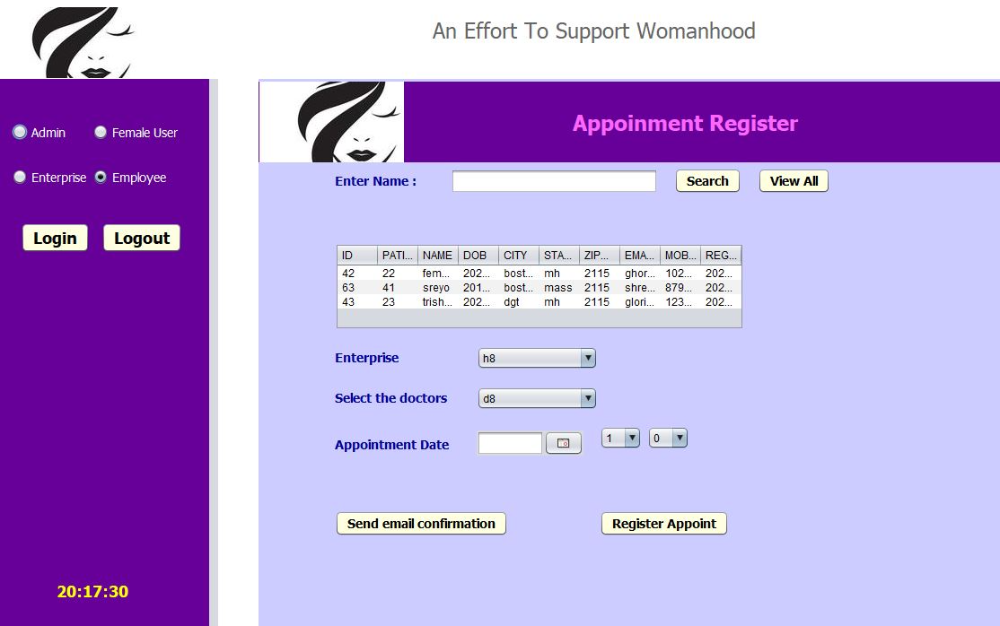 An Effort To Support Womanhood
Admin Female User
Enterprise Employee
Login Logout
20:17:30
Appoinment Register
Enter Name : Search View All
ID PATI... NAME DOB CITY STA... ZIP... EMA... MOB... REG...
42 22 fem... 202... bost... mh 2115 ghor... 102... 202...
63 41 sreyo 201... bost... mass 2115 shre... 879... 202...
43 23 trish... 202... dgt mh 2115 glori... 123... 202...
Enterprise h8
Select the doctors d8
Appointment Date 1 0
Send email confirmation Register Appoint